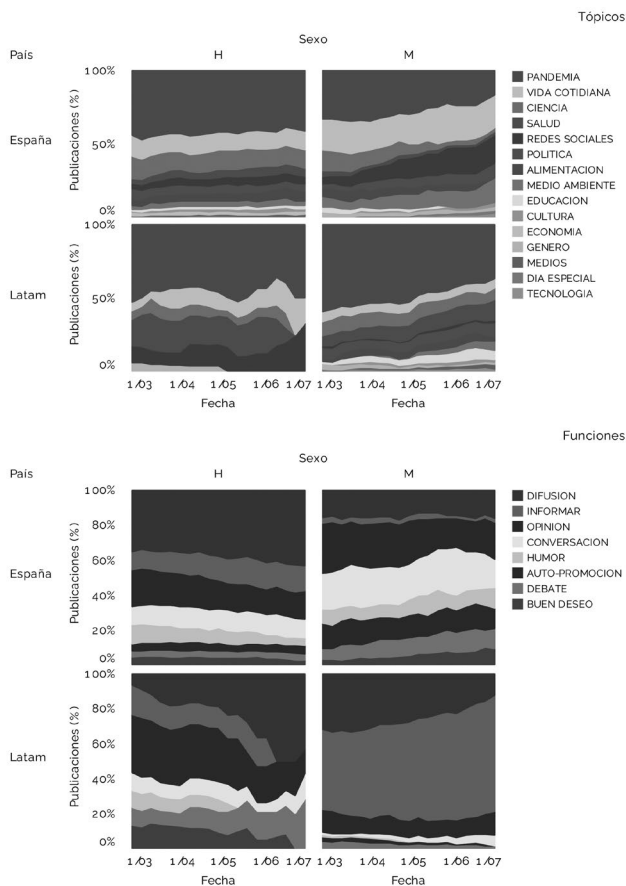 Tópicos
Sexo
País
H
M
100%
España
Publicaciones (%)
50%
0%
Latam
Publicaciones (%)
100%
50%
0%
1/03
1/04
1/05
1/06
1/07
1/03
1/04
1/05
1/06
1/07
Fecha
Fecha
PANDEMIA
VIDA COTIDIANA
CIENCIA
SALUD
REDES SOCIALES
POLITICA
ALIMENTACION
MEDIO AMBIENTE
EDUCACION
CULTURA
ECONOMIA
GENERO
MEDIOS
DIA ESPECIAL
TECNOLOGIA
Funciones
Sexo
País
H
M
España
Publicaciones (%)
100%
80%
60%
40%
20%
0%
Latam
Publicaciones (%)
100%
80%
60%
40%
20%
0%
1/03
1/04
1/05
1/06
1/07
1/03
1/04
1/05
1/06
1/07
Fecha
Fecha
DIFUSION
INFORMAR
OPINION
CONVERSACION
HUMOR
AUTO-PROMOCION
DEBATE
BUEN DESEO